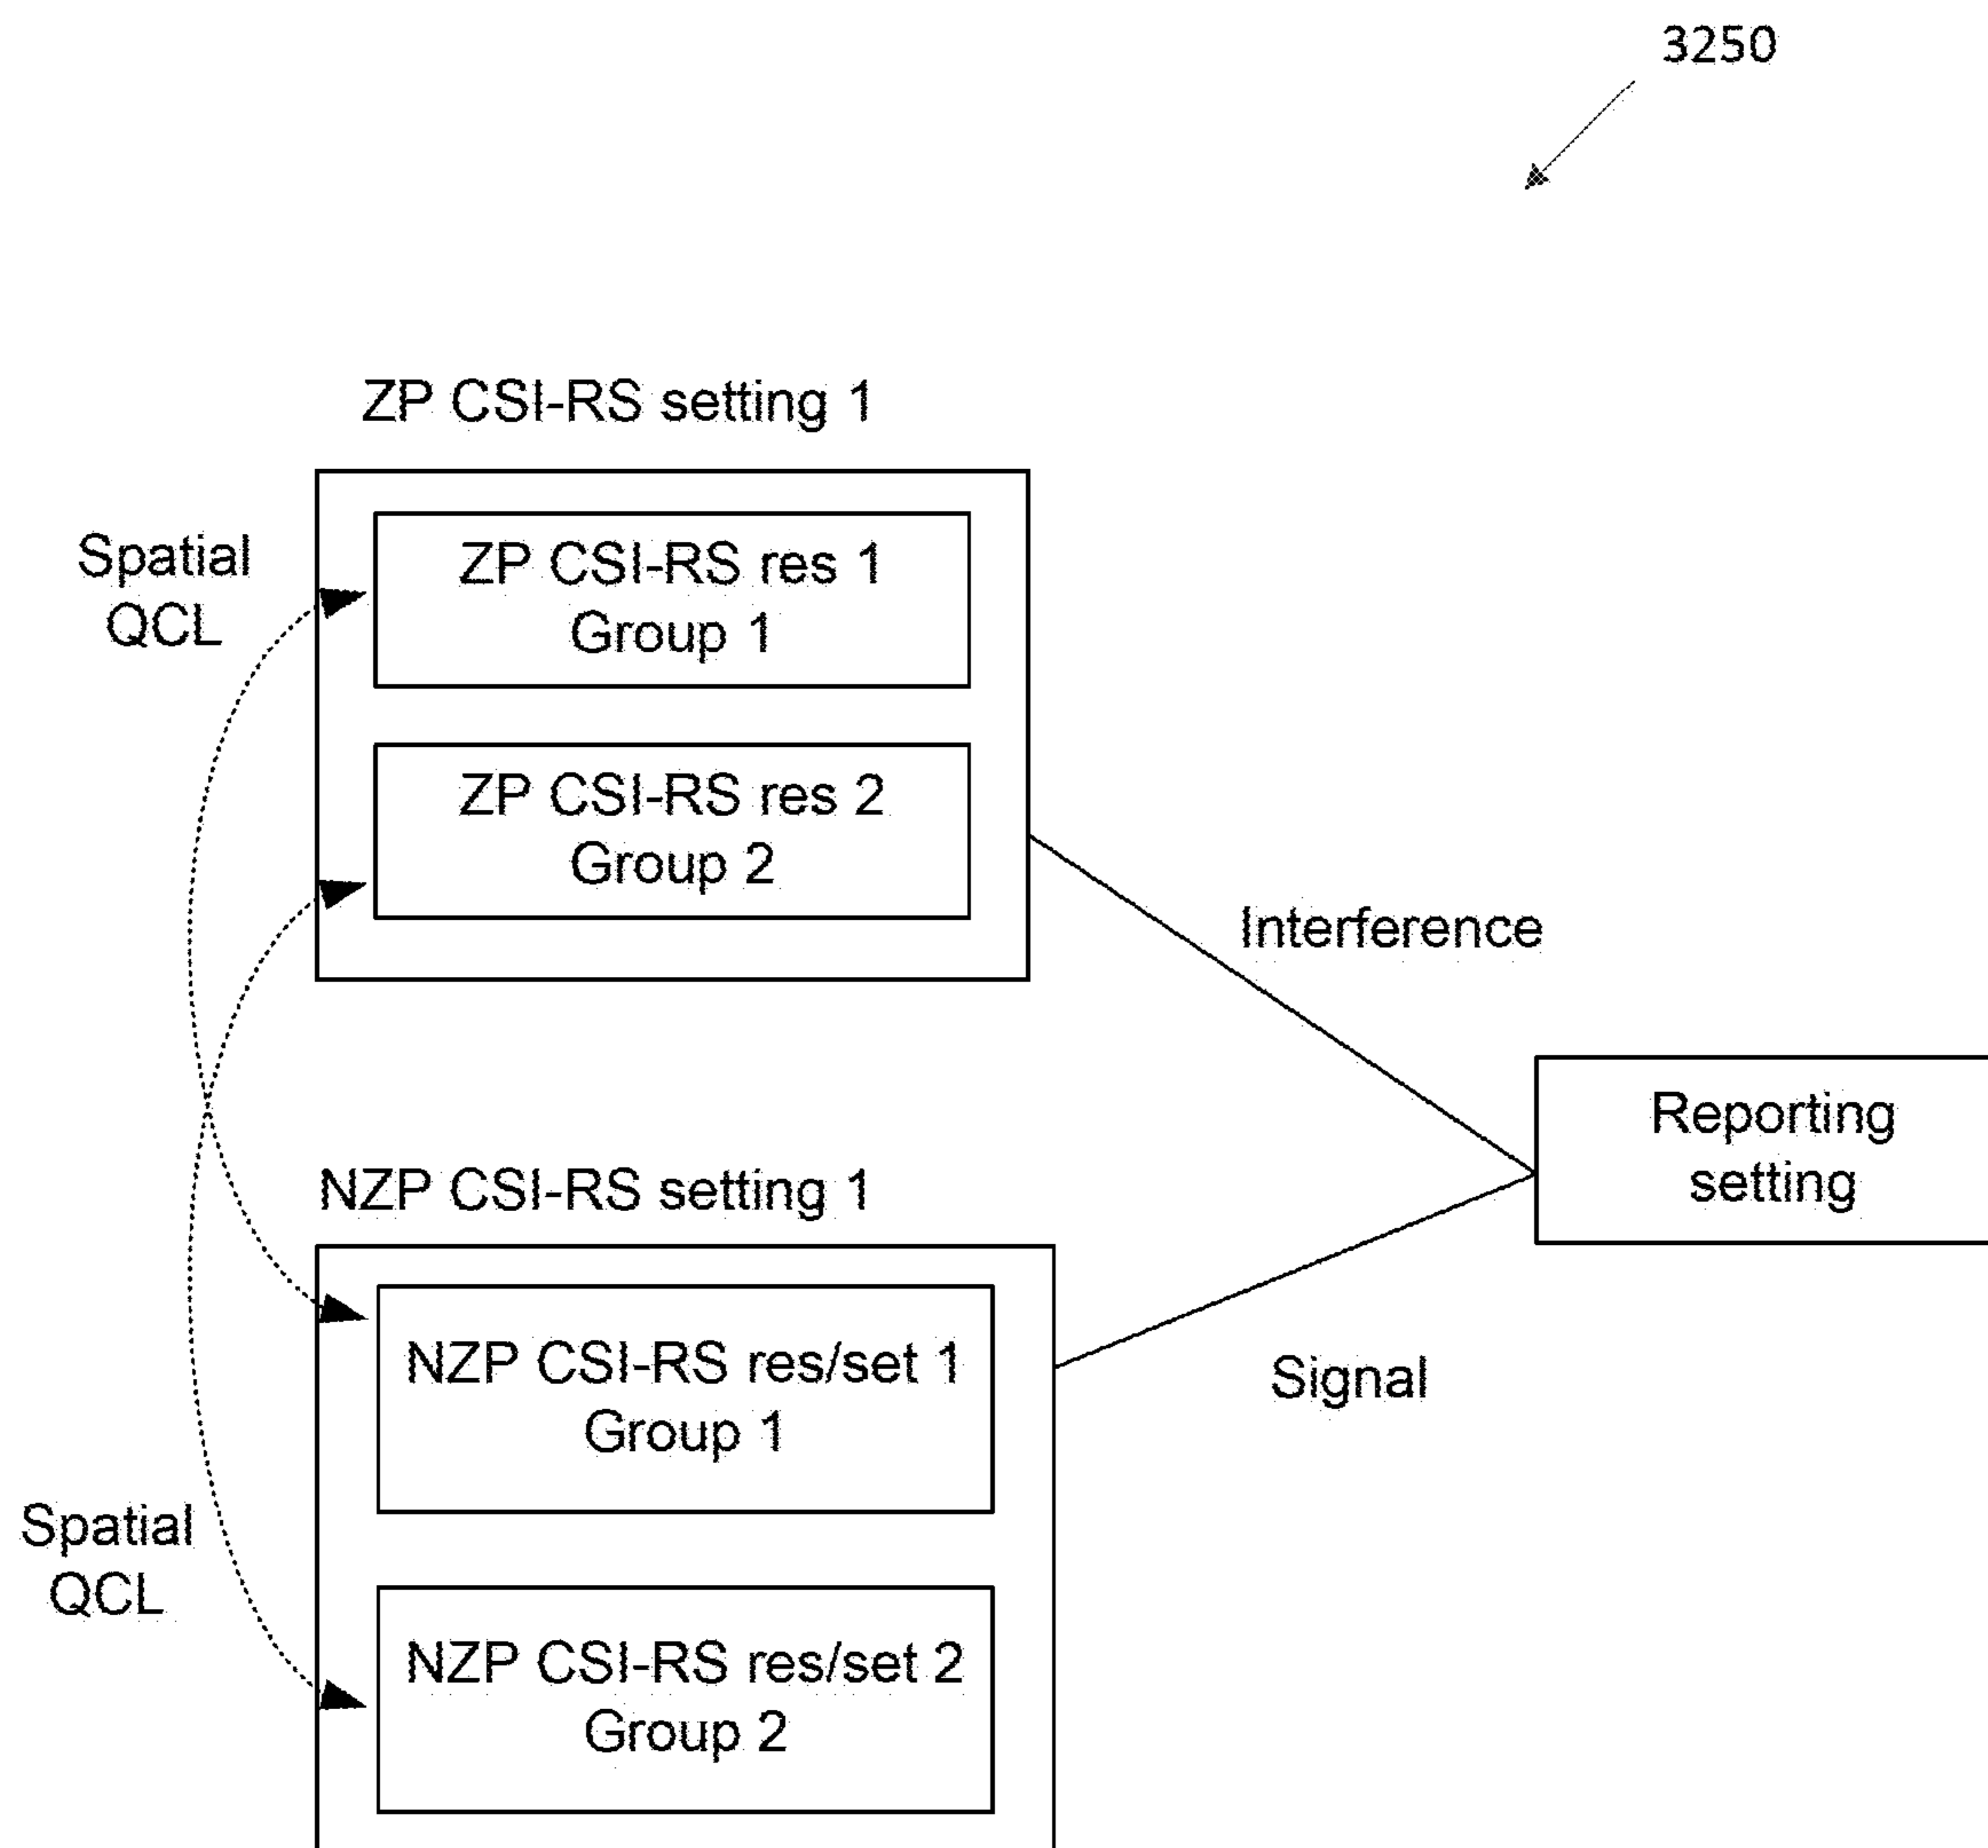 3250
ZP CSI-RS setting 1
Spatial
QCL
ZP CSI-RS res 1
Group 1
ZP CSI-RS res 2
Group 2
Interference
Reporting
setting
NZP CSI-RS setting 1
NZP CSI-RS res/set 1
Group 1
Signal
Spatial
QCL
NZP CSI-RS res/set 2
Group 2